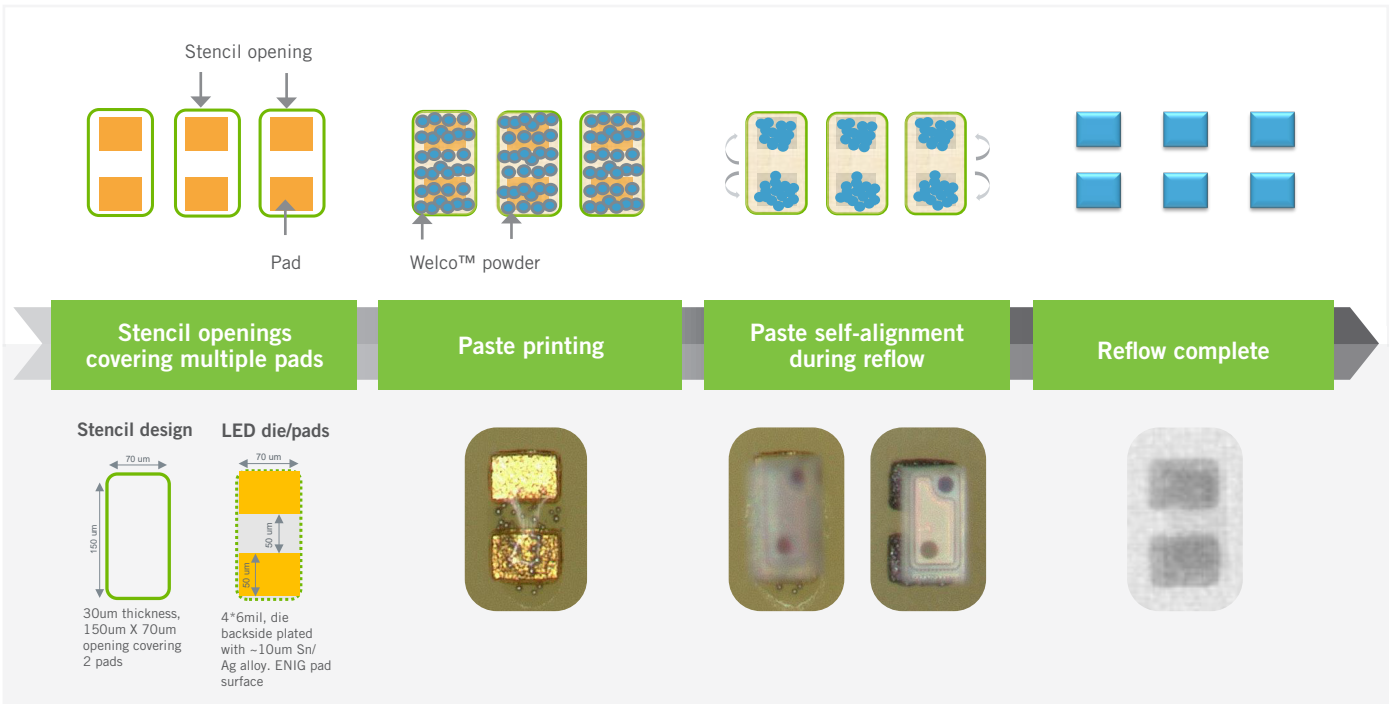 Stencil opening
Pad
Welco™ powder
Stencil openings
covering multiple pads
Paste printing
Paste self-alignment
during reflow
Reflow complete
Stencil design
70 um
150 um
30um thickness,
150um X 70um
opening covering
2 pads
LED die/pads
70 um
50 um
50 um
4*6mil, die
backside plated
with ~10um Sn/
Ag alloy. ENIG pad
surface